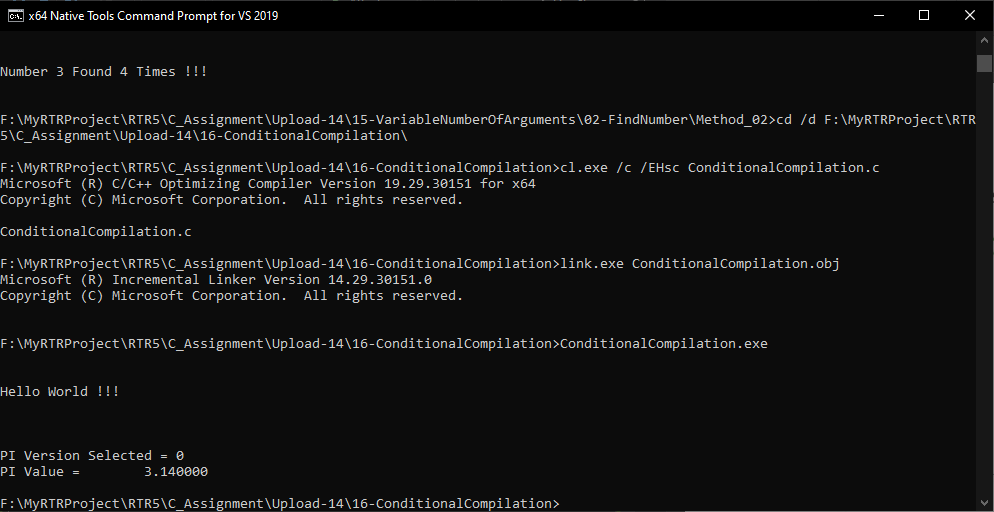 x64 Native Tools Command Prompt for VS 2019
Number 3 Found 4 Times !!!
F:\MyRTRProject\RTR5\C_Assignment\Upload-14\15-VariableNumberOfArguments\02-FindNumber\Method_02>cd /d F:\MyRTRProject\RTR
5\C_Assignment\Upload-14\16-ConditionalCompilation\
F:\MyRTRProject\RTR5\C_Assignment\Upload-14\16-ConditionalCompilation>cl.exe /c /EHsc ConditionalCompilation.c
Microsoft (R) C/C++ Optimizing Compiler Version 19.29.30151 for x64
Copyright (C) Microsoft Corporation.  All rights reserved.
ConditionalCompilation.c
F:\MyRTRProject\RTR5\C_Assignment\Upload-14\16-ConditionalCompilation>link.exe ConditionalCompilation.obj
Microsoft (R) Incremental Linker Version 14.29.30151.0
Copyright (C) Microsoft Corporation.  All rights reserved.
F:\MyRTRProject\RTR5\C_Assignment\Upload-14\16-ConditionalCompilation>ConditionalCompilation.exe
Hello World !!!
PI Version Selected = 0
PI Value =        3.140000
F:\MyRTRProject\RTR5\C_Assignment\Upload-14\16-ConditionalCompilation>